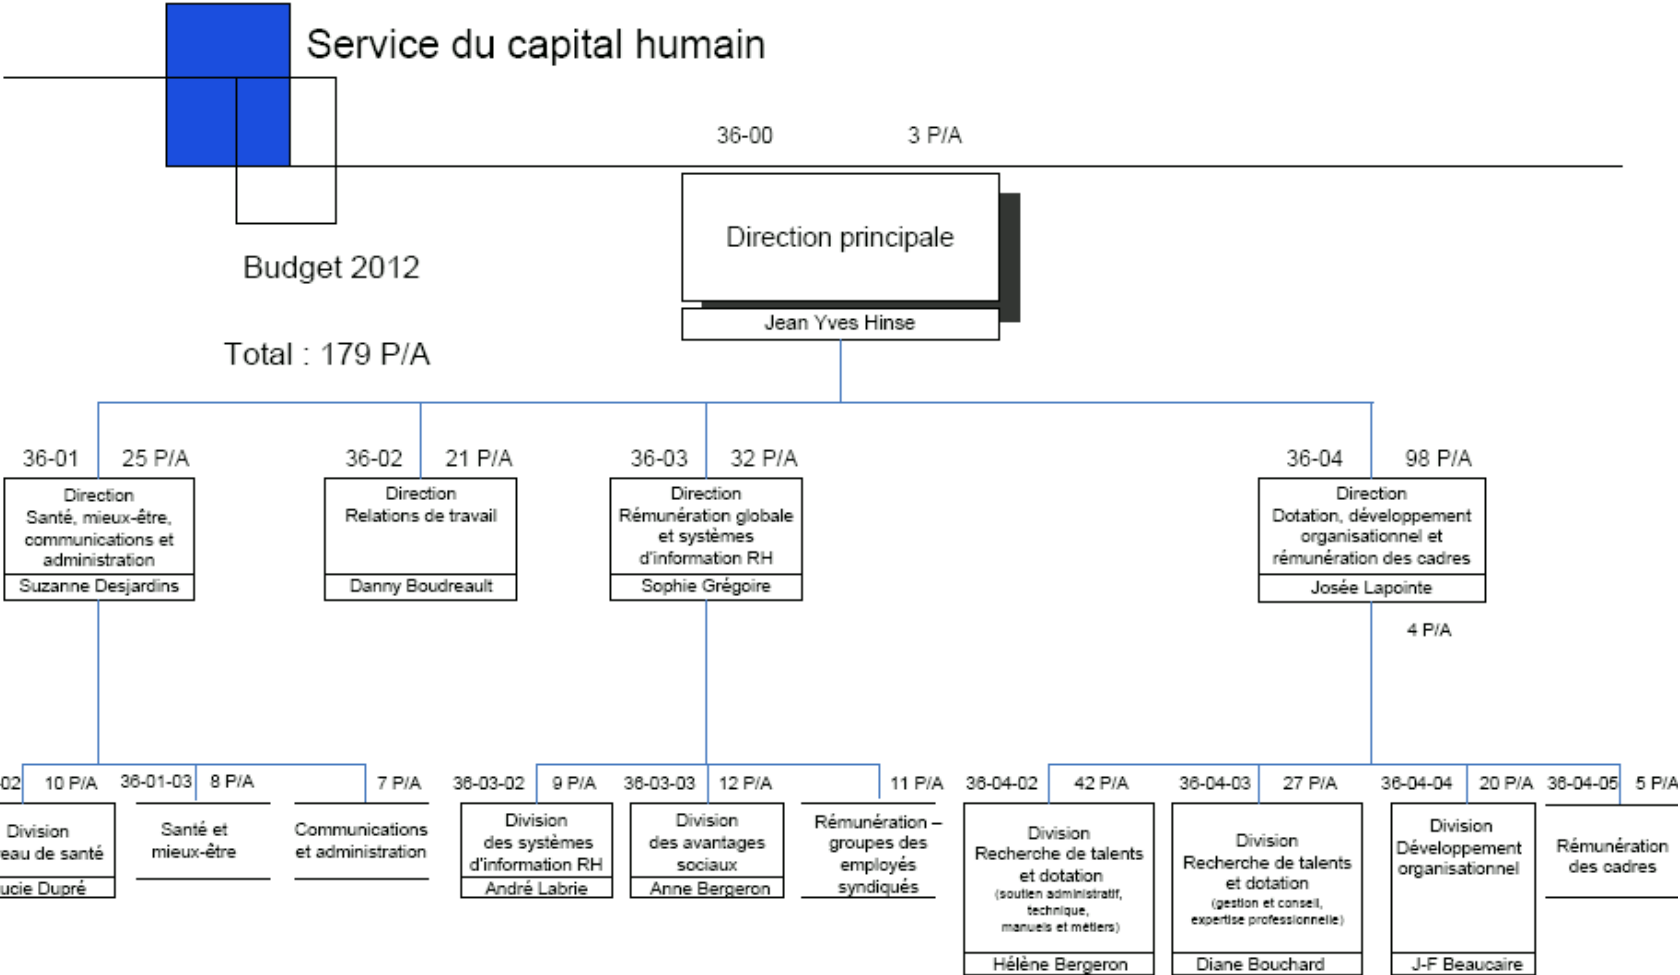 Service du capital humain
36-00 3 P/A
Direction principale
Jean Yves Hinse
Budget 2012
Total : 179 P/A
36-01 25 P/A
Direction
Santé, mieux-être,
communications et
administration
Suzanne Desjardins
36-02 21 P/A
Direction
Relations de travail
Danny Boudreault
36-03 32 P/A
Direction
Rémunération globale
et systèmes
d'information RH
Sophie Grégoire
36-04 98 P/A
Direction
Dotation, développement
organisationnel et
rémunération des cadres
Josée Lapointe
4 P/A
02 10 P/A
Division
eau de santé
ucie Dupré
36-01-03 8 P/A
Santé et
mieux-être
7 P/A
Communications
et administration
36-03-02 9 P/A
Division
des systèmes
d'information RH
André Labrie
36-03-03 12 P/A
Division
des avantages
sociaux
Anne Bergeron
11 P/A
Rémunération –
groupes des
employés
syndiqués
36-04-02 42 P/A
Division
Recherche de talents
et dotation
(soutien administratif,
technique,
manuels et métiers)
Hélène Bergeron
36-04-03 27 P/A
Division
Recherche de talents
et dotation
(gestion et conseil,
expertise professionnelle)
Diane Bouchard
36-04-04 20 P/A
Division
Développement
organisationnel
J-F Beaucaire
36-04-05 5 P/A
Rémunération
des cadres